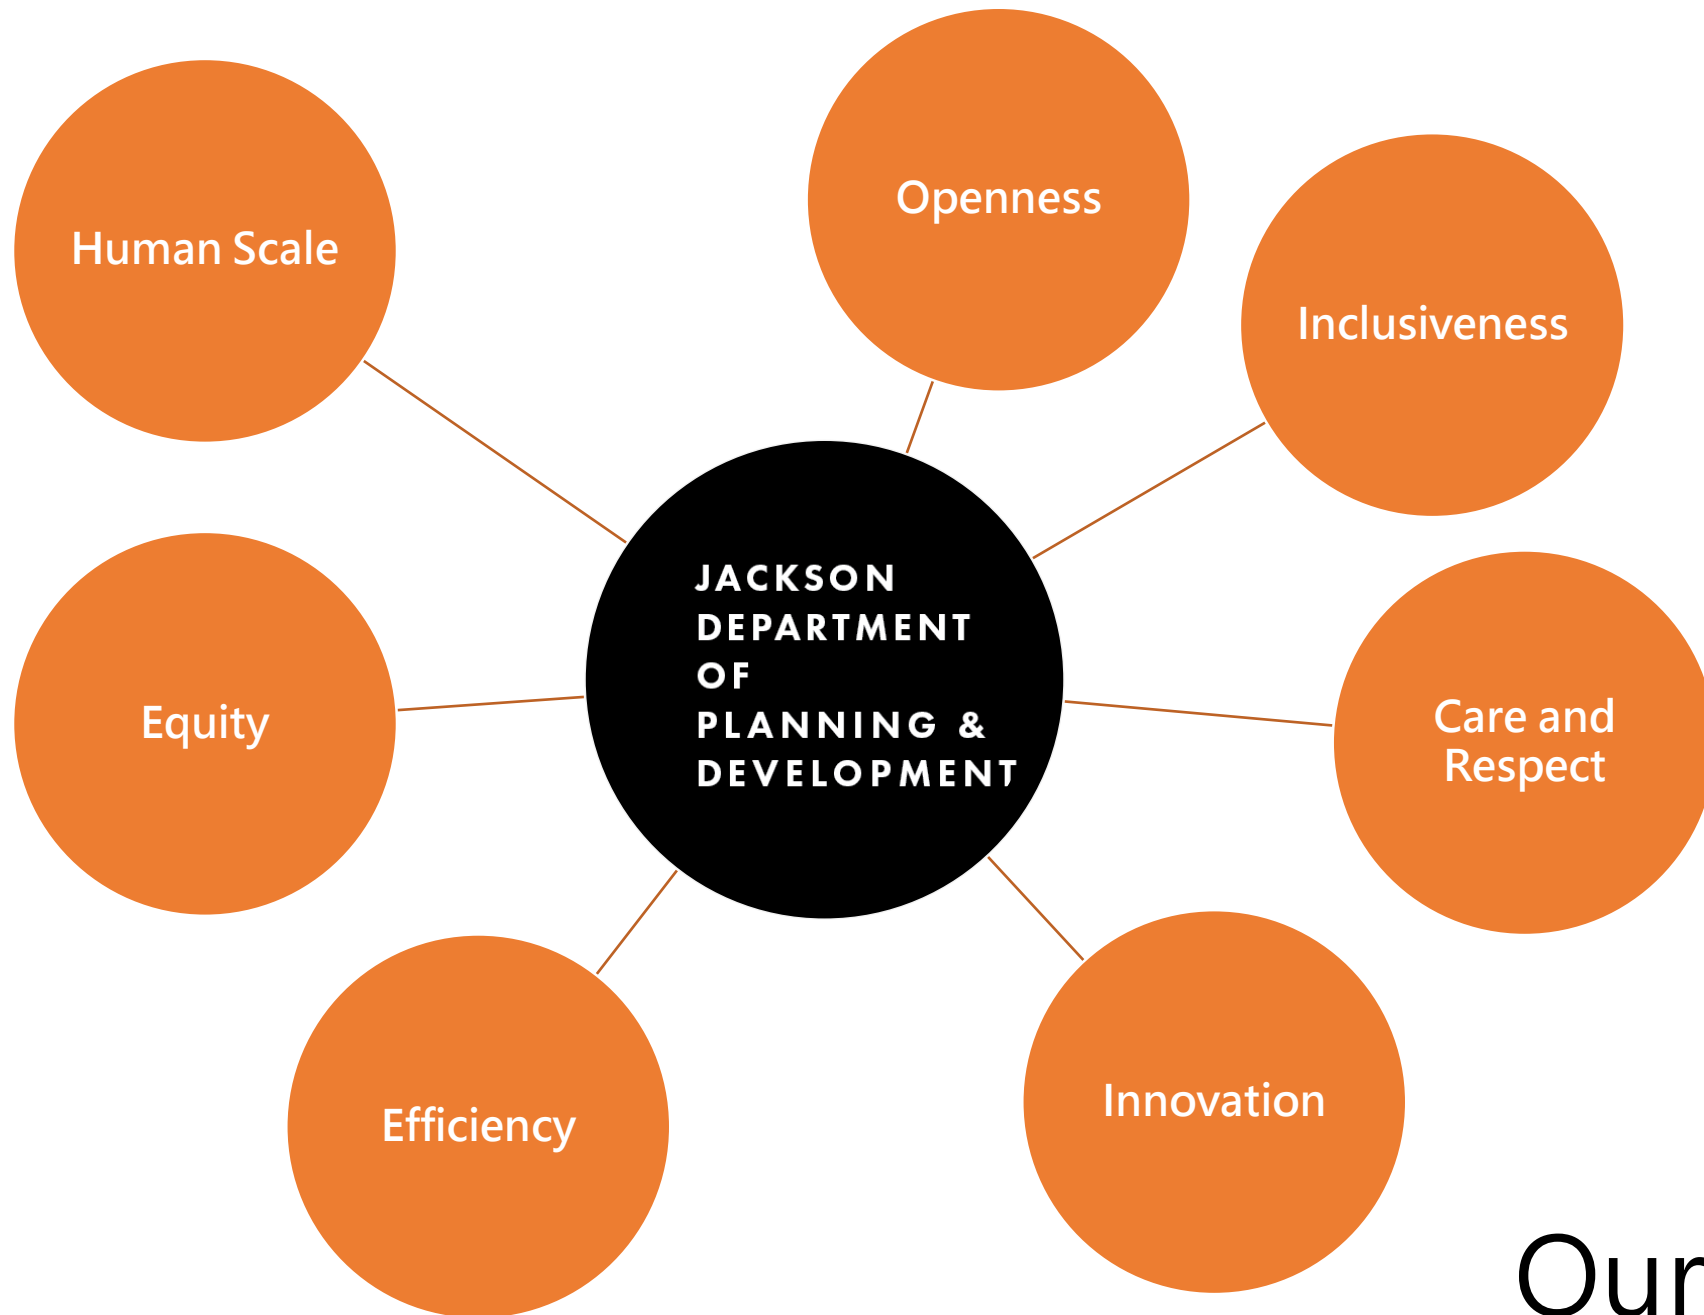 Openness
Human Scale
Inclusiveness
JACKSON
DEPARTMENT
OF
PLANNING &
DEVELOPMENT
Equity
Care and
Respect
Efficiency
Innovation
Our